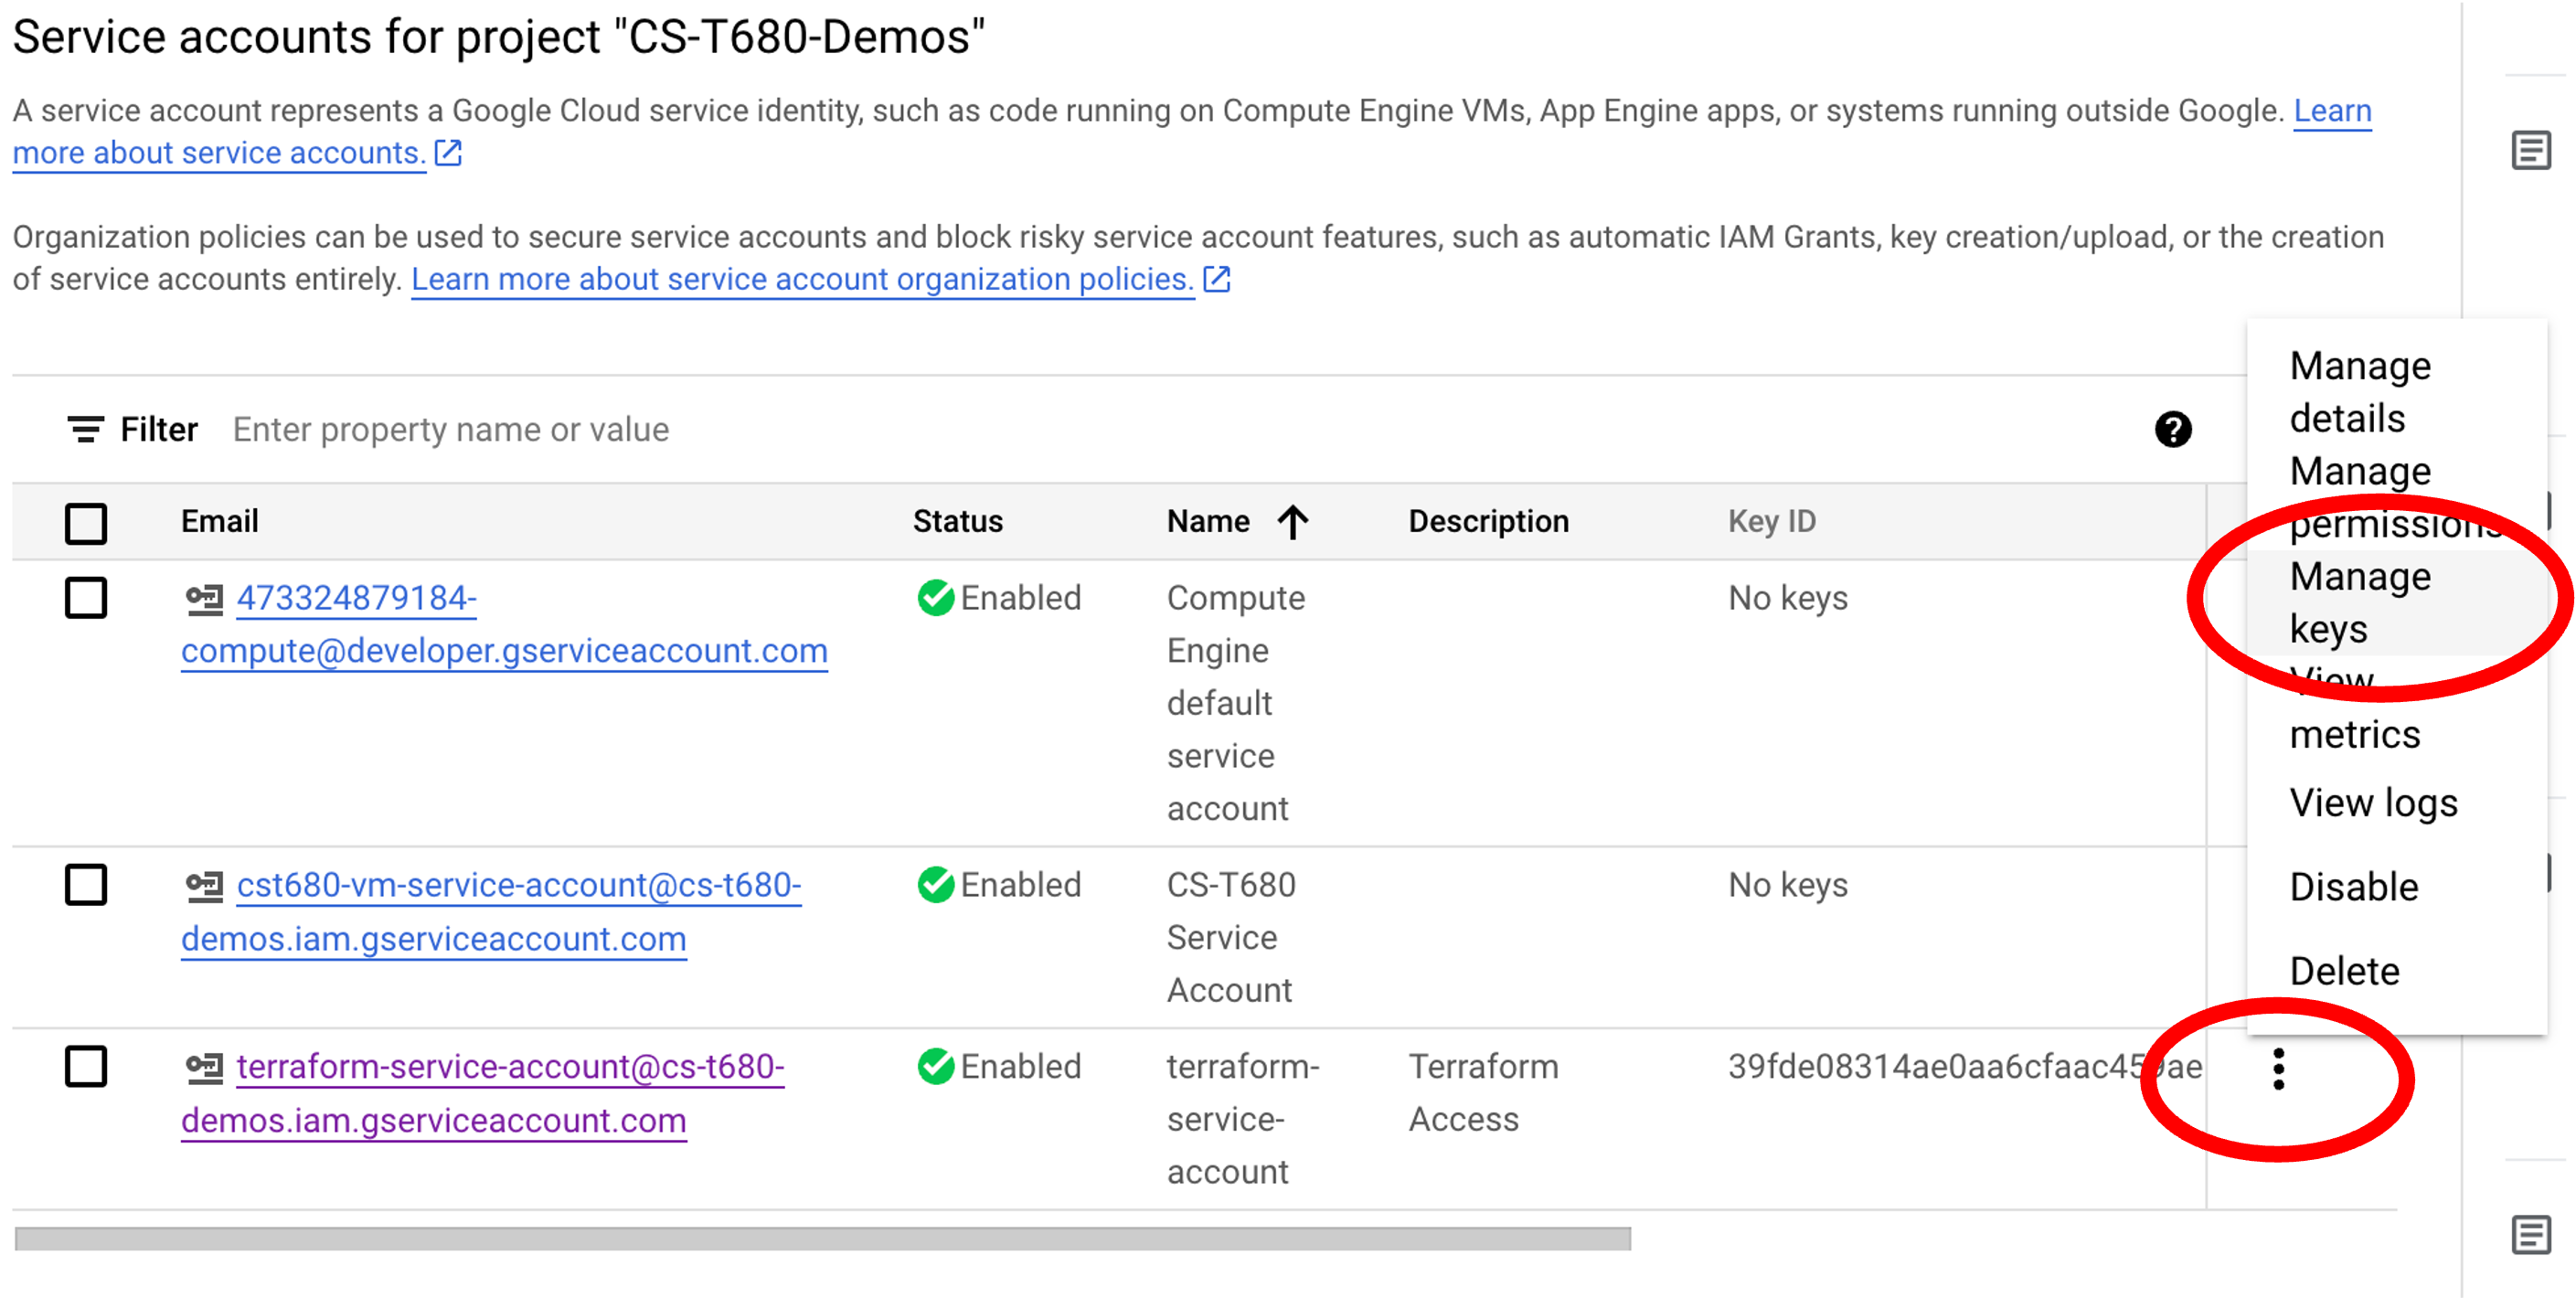 Service accounts for project "CS-T680-Demos"
A service account represents a Google Cloud service identity, such as code running on Compute Engine VMs, App Engine apps, or systems running outside Google. Learn
more about service accounts.
Organization policies can be used to secure service accounts and block risky service account features, such as automatic IAM Grants, key creation/upload, or the creation
of service accounts entirely. Learn more about service account organization policies.
Filter Enter property name or value
Email Status Name Description Key ID
473324879184-
compute@developer.gserviceaccount.com
Enabled
Compute
Engine
default
service
account
No keys
cst680-vm-service-account@cs-t680-
demos.iam.gserviceaccount.com
Enabled
CS-T680
Service
Account
No keys
terraform-service-account@cs-t680-
demos.iam.gserviceaccount.com
Enabled
terraform-
service-
account
Terraform
Access
39fde08314ae0aa6cfaac459ae
Manage
details
Manage
permissions
Manage
keys
View
metrics
View logs
Disable
Delete